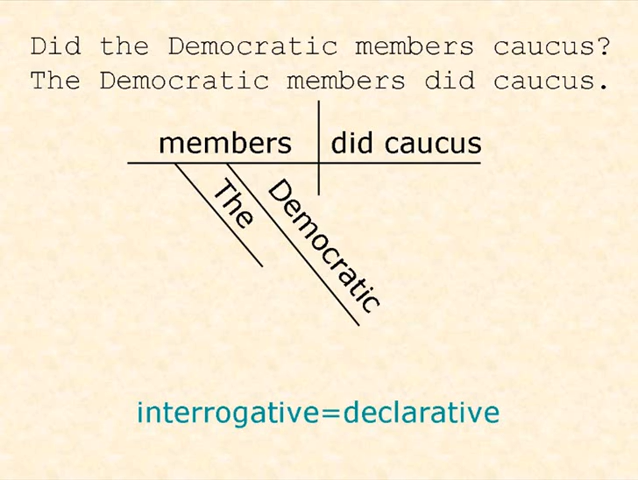 Did the Democratic members caucus?
The Democratic members did caucus.
members did caucus
The
Democratic
interrogative=declarative